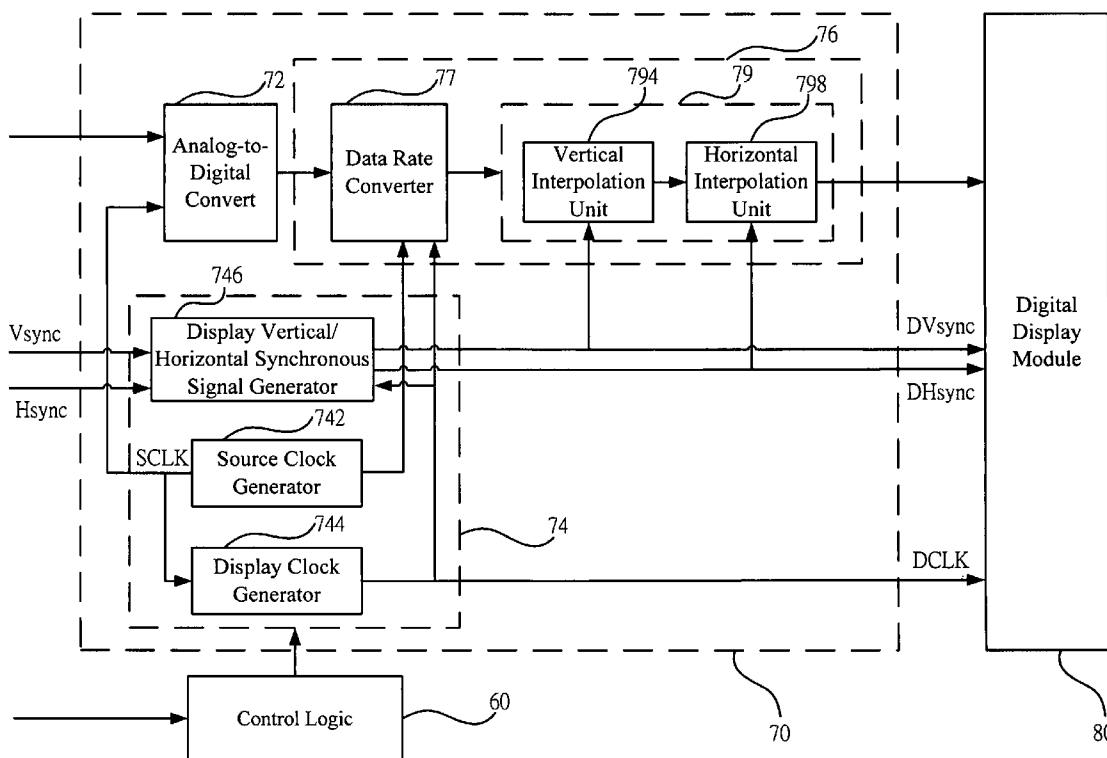 76
72
77
794
79
798
Analog-to-
Digital
Convert
Data Rate
Converter
Vertical
Interpolation
Unit
Horizontal
Interpolation
Unit
746
Vsync
Display Vertical/
Horizontal Synchronous
Signal Generator
Hsync
DVsync
DHsync
Digital
Display
Module
742
SCLK
Source Clock
Generator
744
74
Display Clock
Generator
DCLK
Control Logic
60
70
80